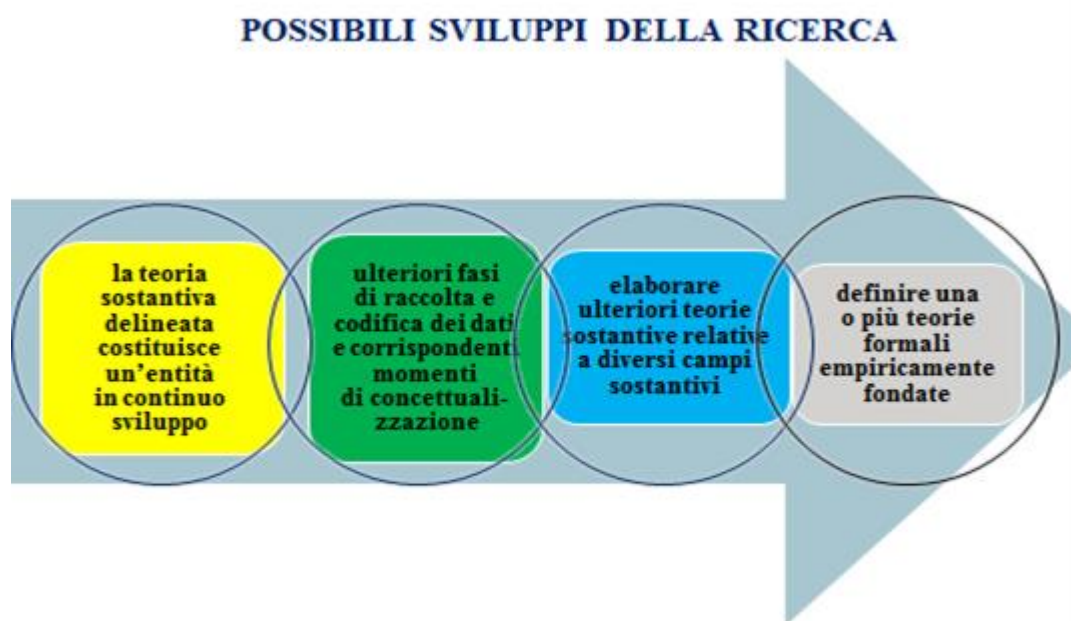 POSSIBILI SVILUPPI DELLA RICERCA
la teoria
sostantiva
delineata
costituisce
un’entità
in continuo
sviluppo
ulteriori fasi
di raccolta e
codifica dei dati
e corrispondenti
momenti
di concettuali-
zzazione
elaborare
ulteriori teorie
sostantive relative
a diversi campi
sostantivi
definire una
o più teorie
formali
empiricamente
fondate